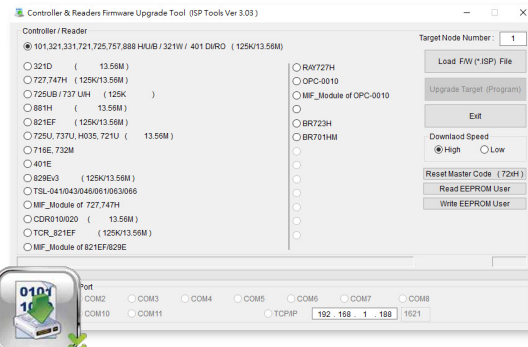 Controller & Readers Firmware Upgrade Tool (ISP Tools Ver 3.03 )
Controller / Reader
101,321,331,721,725,757,888 H/U/B / 321W / 401 DI/RO ( 125K/13.56M )
321D ( 13.56M )
727,747H ( 125K/13.56M )
725UB / 737 U/H ( 125K )
881H ( 13.56M )
821EF ( 125K/13.56M )
725U, 737U, H035, 721U ( 13.56M )
716E, 732M
401E
829Ev3 ( 125K/13.56M )
TSL-041/043/046/061/063/066
MIF_Module of 727,747H
CDR010/020 ( 13.56M )
TCR_821EF ( 125K/13.56M )
MIF_Module of 821EF/829E
RAY727H
OPC-0010
MIF_Module of OPC-0010
BR723H
BR701HM
Target Node Number : 1
Load F/W (*.ISP) File
Upgrade Target (Program)
Exit
Downlaod Speed
High Low
Reset Master Code ( 72xH )
Read EEPROM User
Write EEPROM User
Port
COM2 COM3 COM4 COM5 COM6 COM7 COM8
COM10 COM11 TCP/IP 192 . 168 . 1 . 188 1621